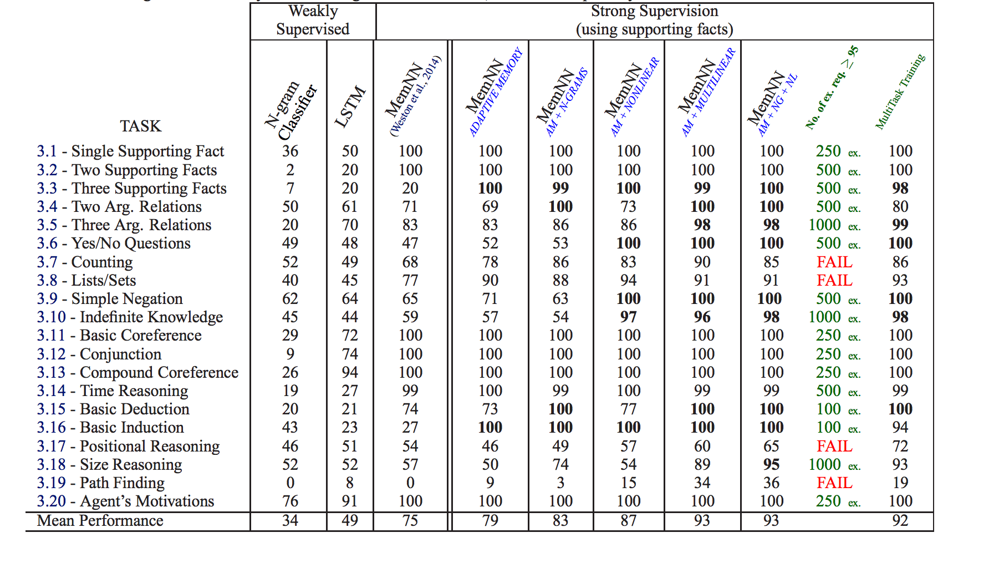 Weakly Supervised Strong Supervision (using supporting facts)
TASK N-gram Classifier LSTM MemNN (Weston et al., 2014) MemNN ADAPTIVE MEMORY MemNN AM + N-GRAMS MemNN AM + NONLINEAR MemNN AM + MULTILINEAR MemNN AM + NG + NL No. of ex. req. ≥ 95 MultiTask Training
3.1 - Single Supporting Fact 36 50 100 100 100 100 100 100 250 ex. 100
3.2 - Two Supporting Facts 2 20 100 100 100 100 100 100 500 ex. 100
3.3 - Three Supporting Facts 7 20 20 100 99 100 99 100 500 ex. 98
3.4 - Two Arg. Relations 50 61 71 69 100 73 100 100 500 ex. 80
3.5 - Three Arg. Relations 20 70 83 83 86 86 98 98 1000 ex. 99
3.6 - Yes/No Questions 49 48 47 52 53 100 100 100 500 ex. 100
3.7 - Counting 52 49 68 78 86 83 90 85 FAIL 86
3.8 - Lists/Sets 40 45 77 90 88 94 91 91 FAIL 93
3.9 - Simple Negation 62 64 65 71 63 100 100 100 500 ex. 100
3.10 - Indefinite Knowledge 45 44 59 57 54 97 96 98 1000 ex. 98
3.11 - Basic Coreference 29 72 100 100 100 100 100 100 250 ex. 100
3.12 - Conjunction 9 74 100 100 100 100 100 100 250 ex. 100
3.13 - Compound Coreference 26 94 100 100 100 100 100 100 250 ex. 100
3.14 - Time Reasoning 19 27 99 100 99 100 99 99 500 ex. 99
3.15 - Basic Deduction 20 21 74 73 100 77 100 100 100 ex. 100
3.16 - Basic Induction 43 23 27 100 100 100 100 100 100 ex. 94
3.17 - Positional Reasoning 46 51 54 46 49 57 60 65 FAIL 72
3.18 - Size Reasoning 52 52 57 50 74 54 89 95 1000 ex. 93
3.19 - Path Finding 0 8 0 9 3 15 34 36 FAIL 19
3.20 - Agent's Motivations 76 91 100 100 100 100 100 100 250 ex. 100
Mean Performance 34 49 75 79 83 87 93 93 92